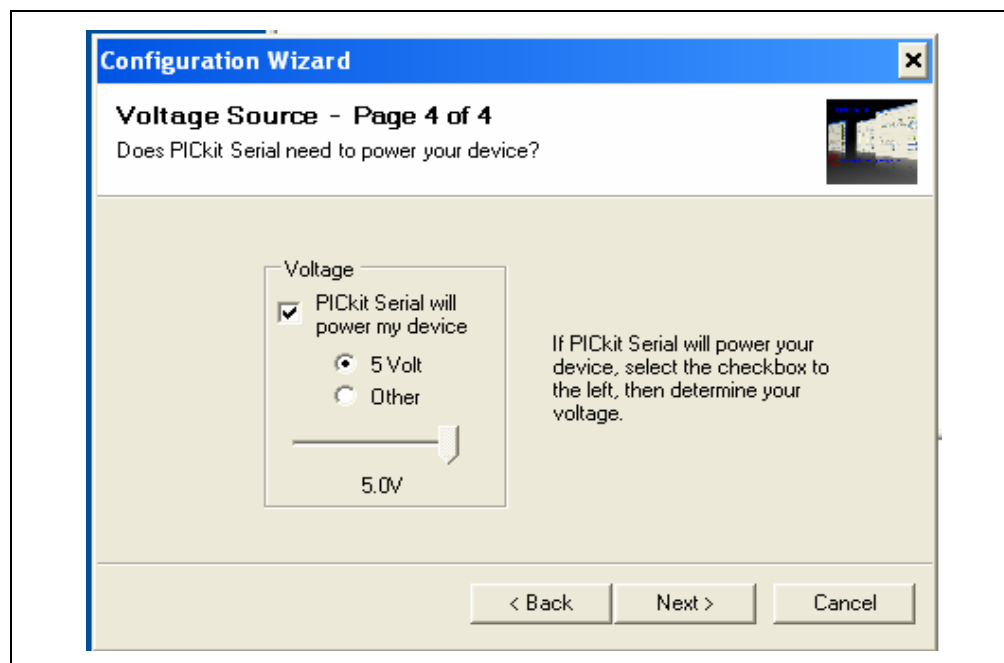 Configuration Wizard
Voltage Source - Page 4 of 4
Does PICkit Serial need to power your device?
Voltage
PICkit Serial will
power my device
5 Volt
Other
5.0V
If PICkit Serial will power your
device, select the checkbox to
the left, then determine your
voltage.
< Back
Next >
Cancel